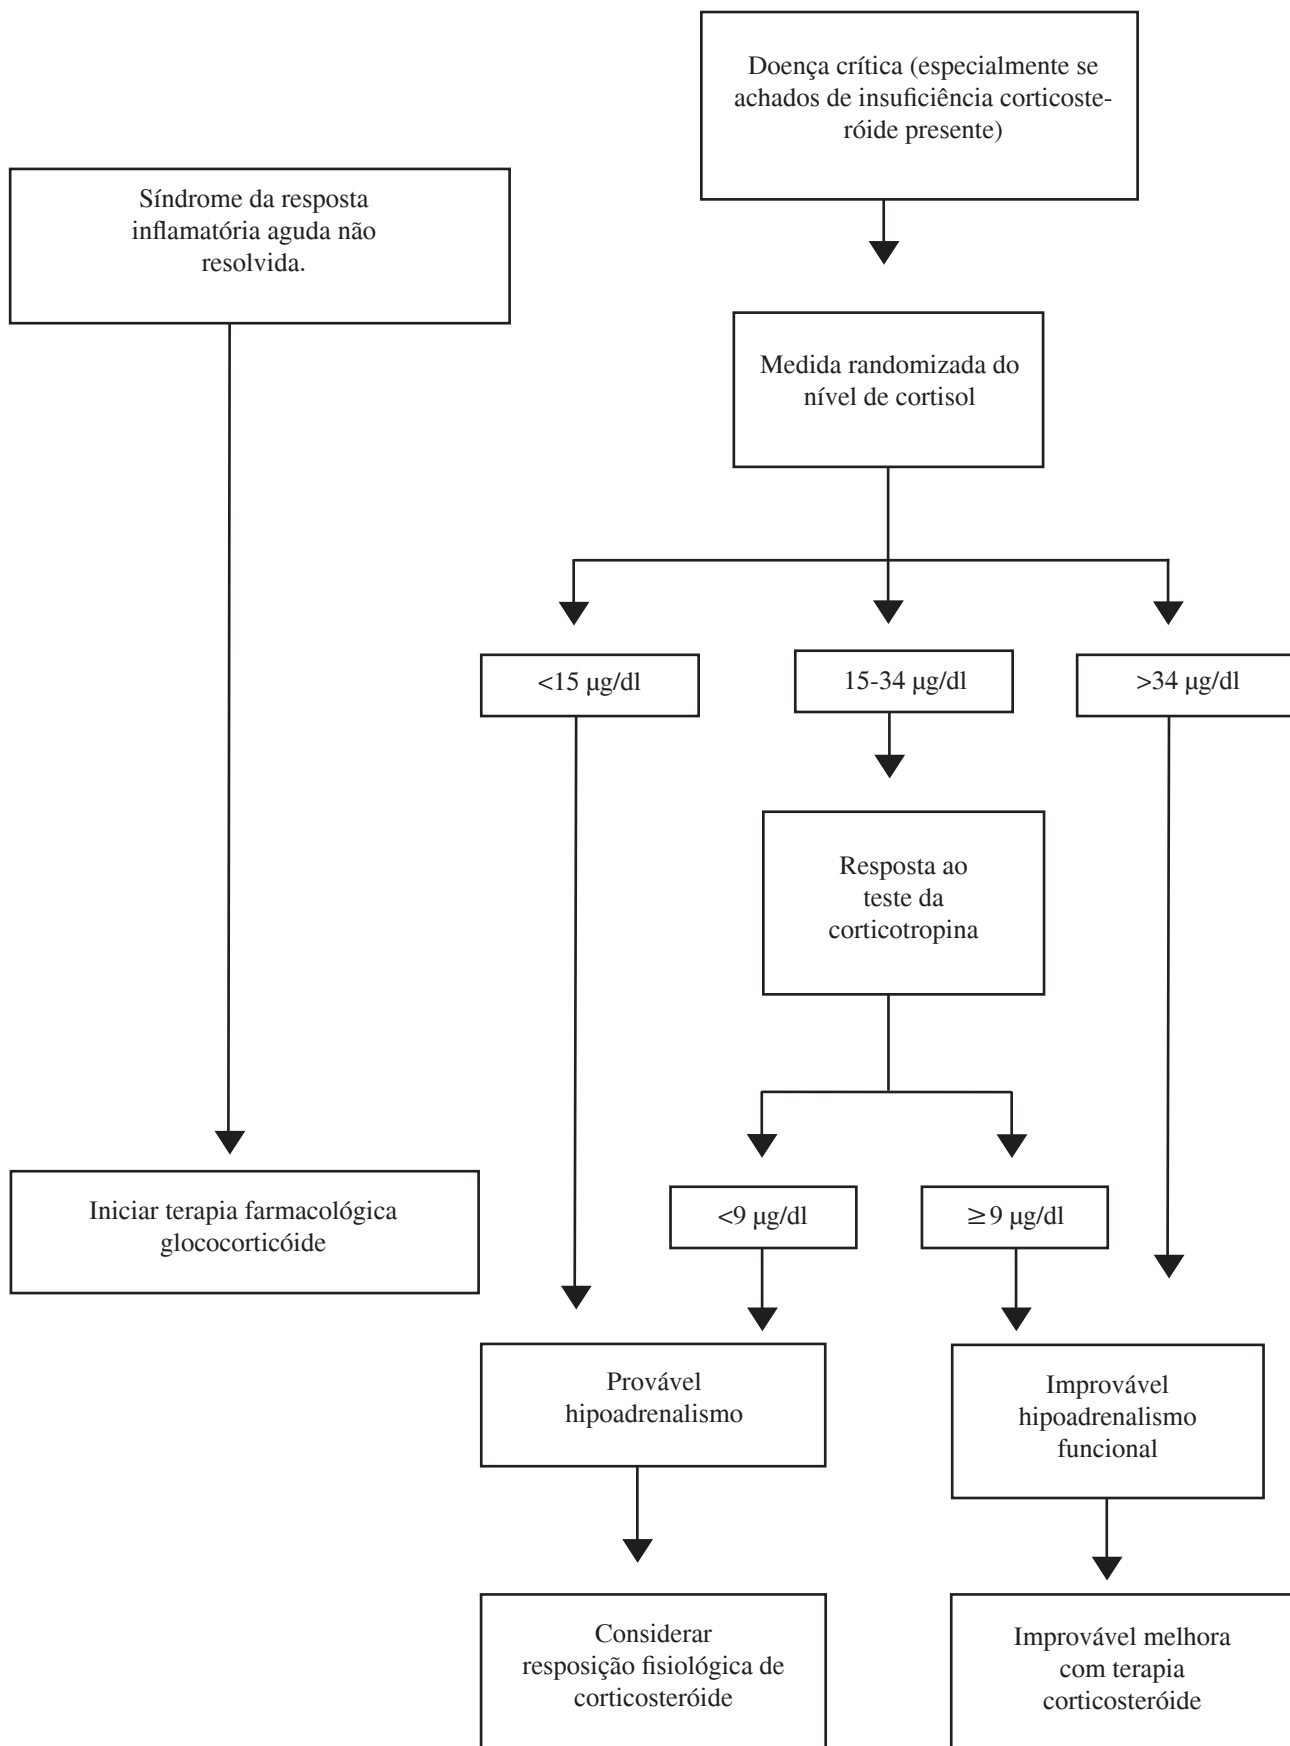 Doença crítica (especialmente se
achados de insuficiência corticoste-
róide presente)
Síndrome da resposta
inflamatória aguda não
resolvida.
Medida randomizada do
nível de cortisol
<15 µg/dl
15-34 µg/dl
>34 µg/dl
Resposta ao
teste da
corticotropina
<9 µg/dl
≥9 µg/dl
Iniciar terapia farmacológica
glococorticóide
Provável
hipoadrenalismo
Improvável
hipoadrenalismo
funcional
Considerar
resposição fisiológica de
corticosteróide
Improvável melhora
com terapia
corticosteróide